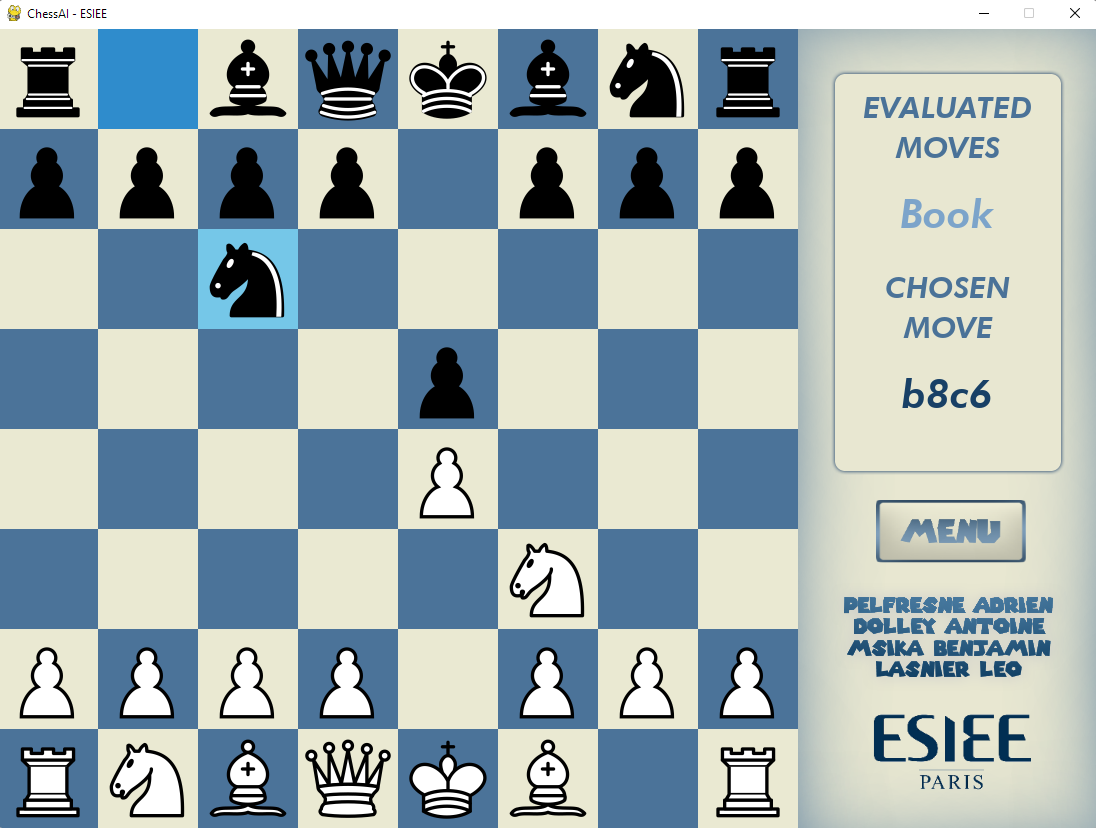 ChessAI - ESIEE
EVALUATED
MOVES
Book
CHOSEN
MOVE
b8c6
MENU
PELFRESNE ADRIEN
DOLLEY ANTOINE
MSIKA BENJAMIN
LASNIER LEO
ESIEE
PARIS